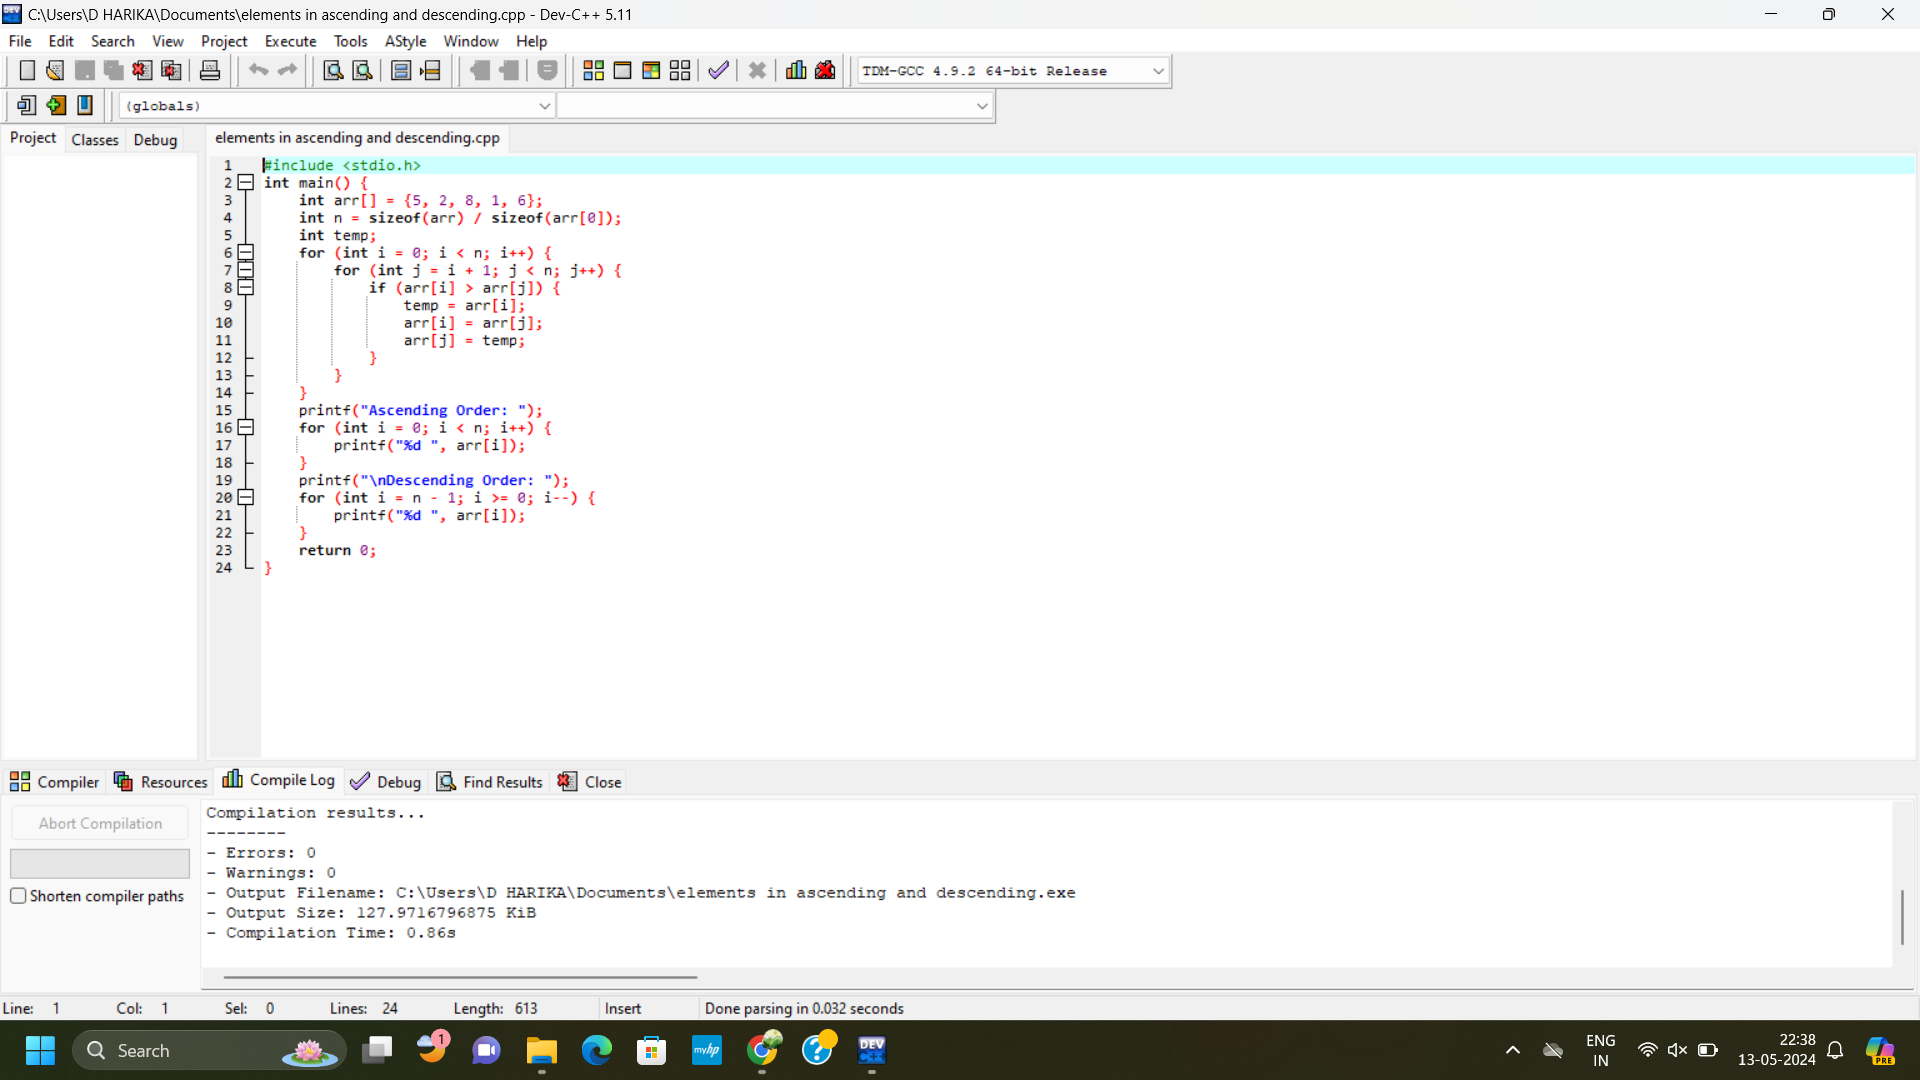 C:\Users\D HARIKA\Documents\elements in ascending and descending.cpp - Dev-C++ 5.11
File Edit Search View Project Execute Tools AStyle Window Help
TDM-GCC 4.9.2 64-bit Release
(globals)
Project Classes Debug elements in ascending and descending.cpp
1 #include <stdio.h>
2 int main() {
3     int arr[] = {5, 2, 8, 1, 6};
4     int n = sizeof(arr) / sizeof(arr[0]);
5     int temp;
6     for (int i = 0; i < n; i++) {
7         for (int j = i + 1; j < n; j++) {
8             if (arr[i] > arr[j]) {
9                 temp = arr[i];
10                 arr[i] = arr[j];
11                 arr[j] = temp;
12             }
13         }
14     }
15     printf("Ascending Order: ");
16     for (int i = 0; i < n; i++) {
17         printf("%d ", arr[i]);
18     }
19     printf("\nDescending Order: ");
20     for (int i = n - 1; i >= 0; i--) {
21         printf("%d ", arr[i]);
22     }
23     return 0;
24 }
Compiler Resources Compile Log Debug Find Results Close
Abort Compilation
Shorten compiler paths
Compilation results...
--------
- Errors: 0
- Warnings: 0
- Output Filename: C:\Users\D HARIKA\Documents\elements in ascending and descending.exe
- Output Size: 127.9716796875 KiB
- Compilation Time: 0.86s
Line: 1 Col: 1 Sel: 0 Lines: 24 Length: 613 Insert Done parsing in 0.032 seconds
Search 1 myhp DEV C++ ENG IN 22:38 13-05-2024 PRE